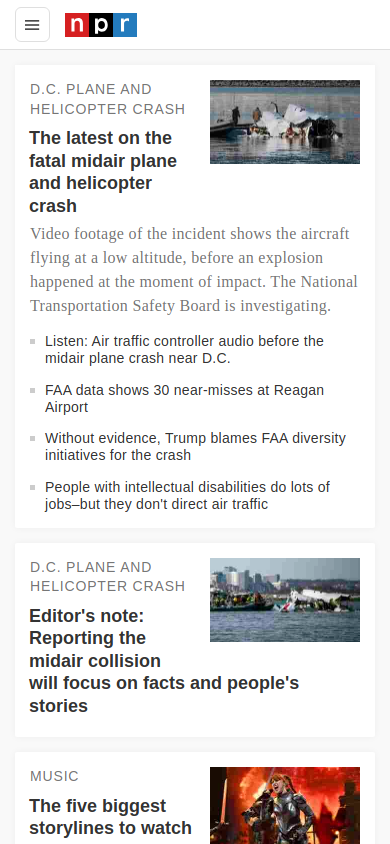 npr
D.C. PLANE AND
HELICOPTER CRASH
The latest on the
fatal midair plane
and helicopter
crash
Video footage of the incident shows the aircraft
flying at a low altitude, before an explosion
happened at the moment of impact. The National
Transportation Safety Board is investigating.
Listen: Air traffic controller audio before the
midair plane crash near D.C.
FAA data shows 30 near-misses at Reagan
Airport
Without evidence, Trump blames FAA diversity
initiatives for the crash
People with intellectual disabilities do lots of
jobs–but they don't direct air traffic
D.C. PLANE AND
HELICOPTER CRASH
Editor's note:
Reporting the
midair collision
will focus on facts and people's
stories
MUSIC
The five biggest
storylines to watch